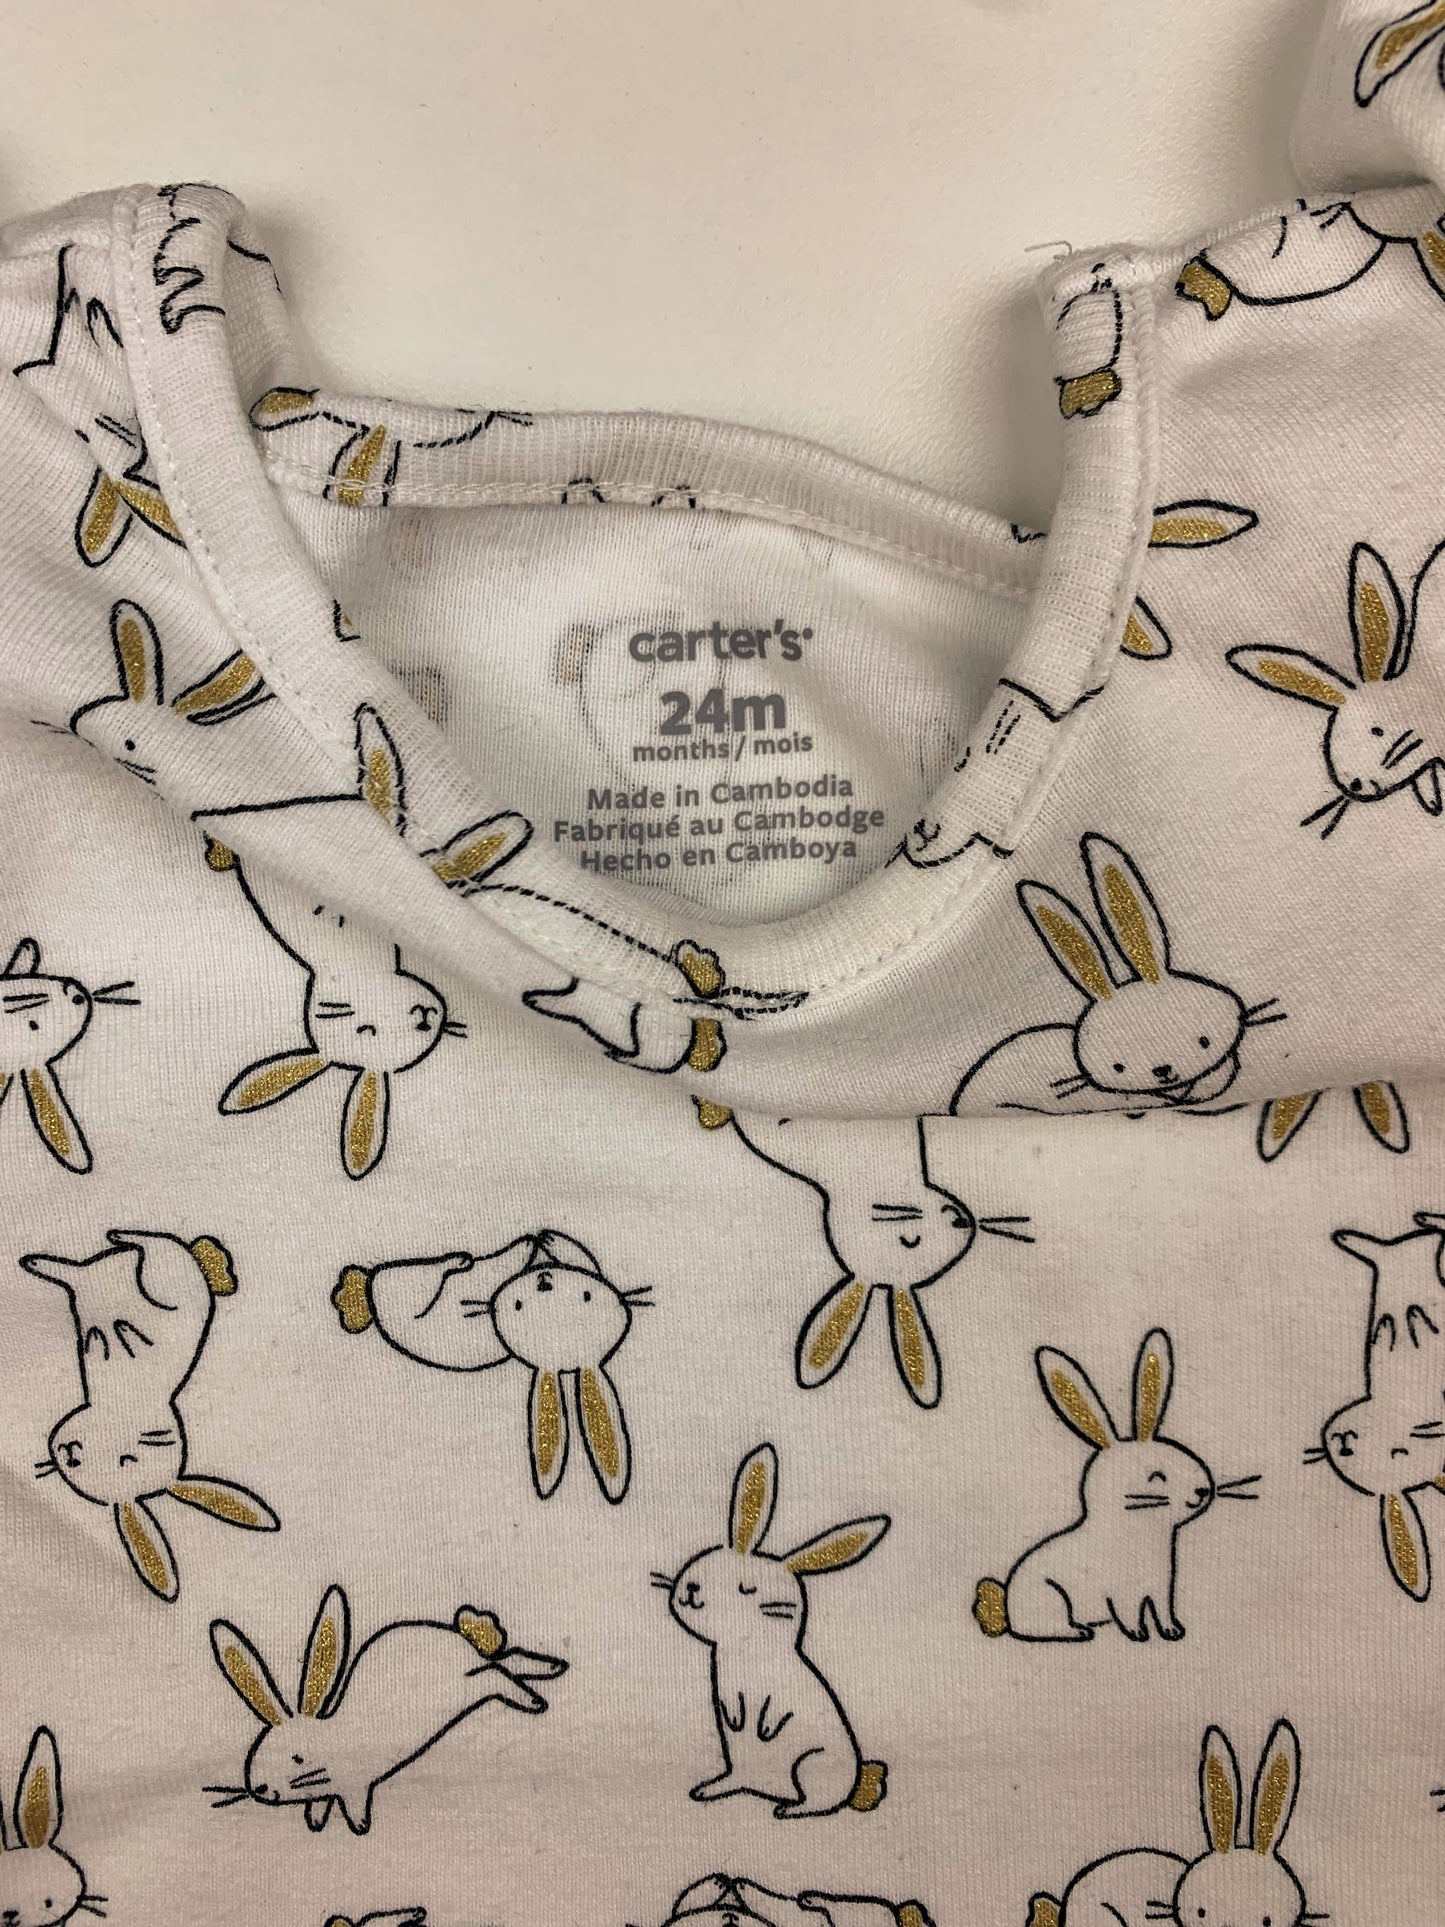 carter's
24m
months / mois
Made in Cambodia
Fabriqué au Cambodge
Hecho en Camboya